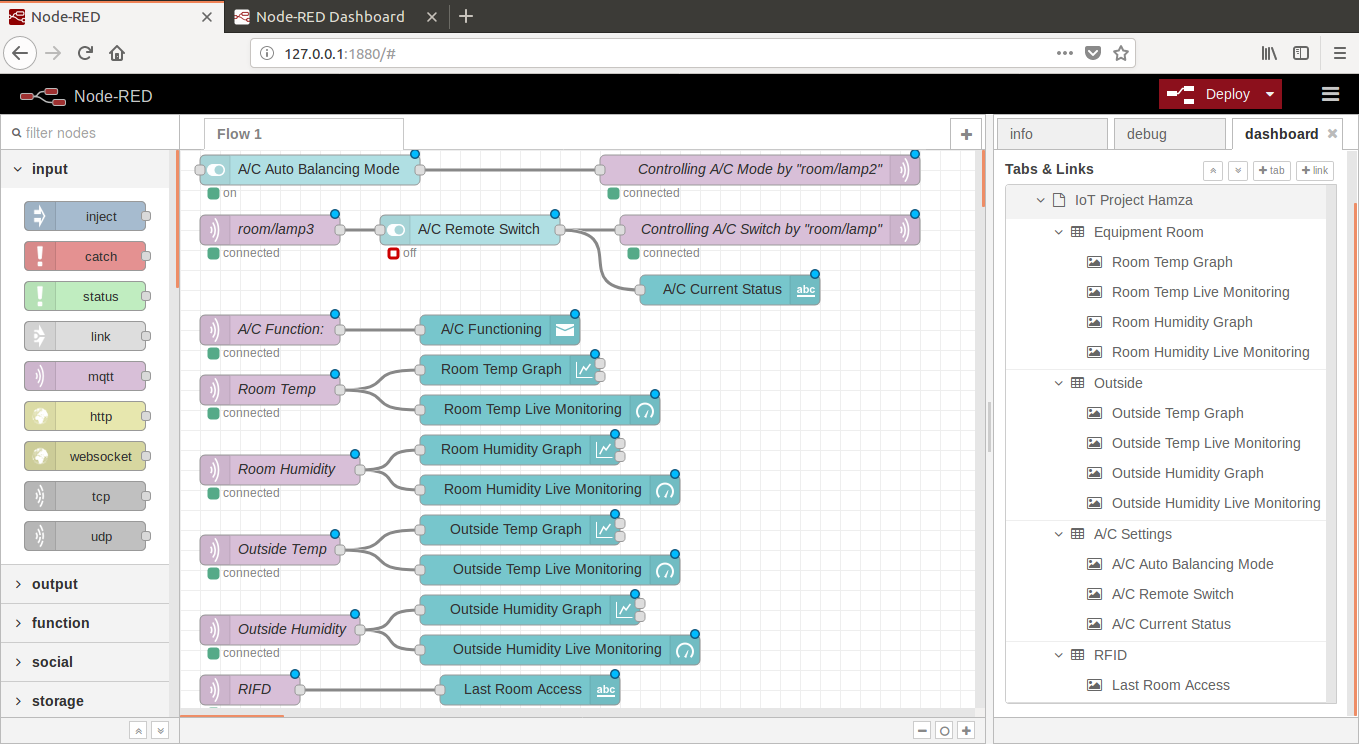 Node-RED
Node-RED Dashboard
127.0.0.1:1880/#
Node-RED
Deploy
filter nodes
input
inject
catch
status
link
mqtt
http
websocket
tcp
udp
output
function
social
storage
Flow 1
A/C Auto Balancing Mode
on
Controlling A/C Mode by "room/lamp2"
connected
room/lamp3
connected
A/C Remote Switch
off
Controlling A/C Switch by "room/lamp"
connected
A/C Current Status
abc
A/C Function:
connected
A/C Functioning
Room Temp
connected
Room Temp Graph
Room Temp Live Monitoring
Room Humidity
connected
Room Humidity Graph
Room Humidity Live Monitoring
Outside Temp
connected
Outside Temp Graph
Outside Temp Live Monitoring
Outside Humidity
connected
Outside Humidity Graph
Outside Humidity Live Monitoring
RIFD
Last Room Access
abc
info
debug
dashboard
Tabs & Links
+tab
+link
IoT Project Hamza
Equipment Room
Room Temp Graph
Room Temp Live Monitoring
Room Humidity Graph
Room Humidity Live Monitoring
Outside
Outside Temp Graph
Outside Temp Live Monitoring
Outside Humidity Graph
Outside Humidity Live Monitoring
A/C Settings
A/C Auto Balancing Mode
A/C Remote Switch
A/C Current Status
RFID
Last Room Access